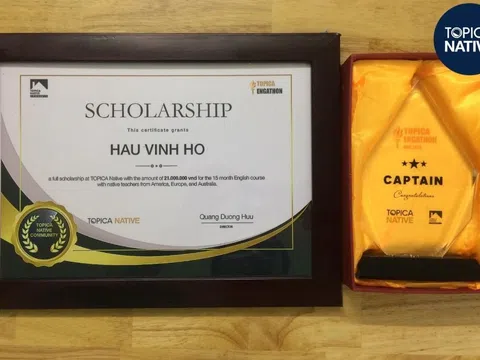 TOPICA
NATIVE
TOPICA
NATIVE
TOPICA
ENGATHON
SCHOLARSHIP
This certificate grants
HAU VINH HO
a full scholarship at TOPICA Native with the amount of 21.000.000 vnd for the 15 month English course
with native teachers from America, Europe, and Australia.
TOPICA
NATIVE
COMMUNITY
TOPICA NATIVE
Quang Duong Huu
TOPICA
ENGATHON
CAPTAIN
Congratulations
TOPICA
NATIVE